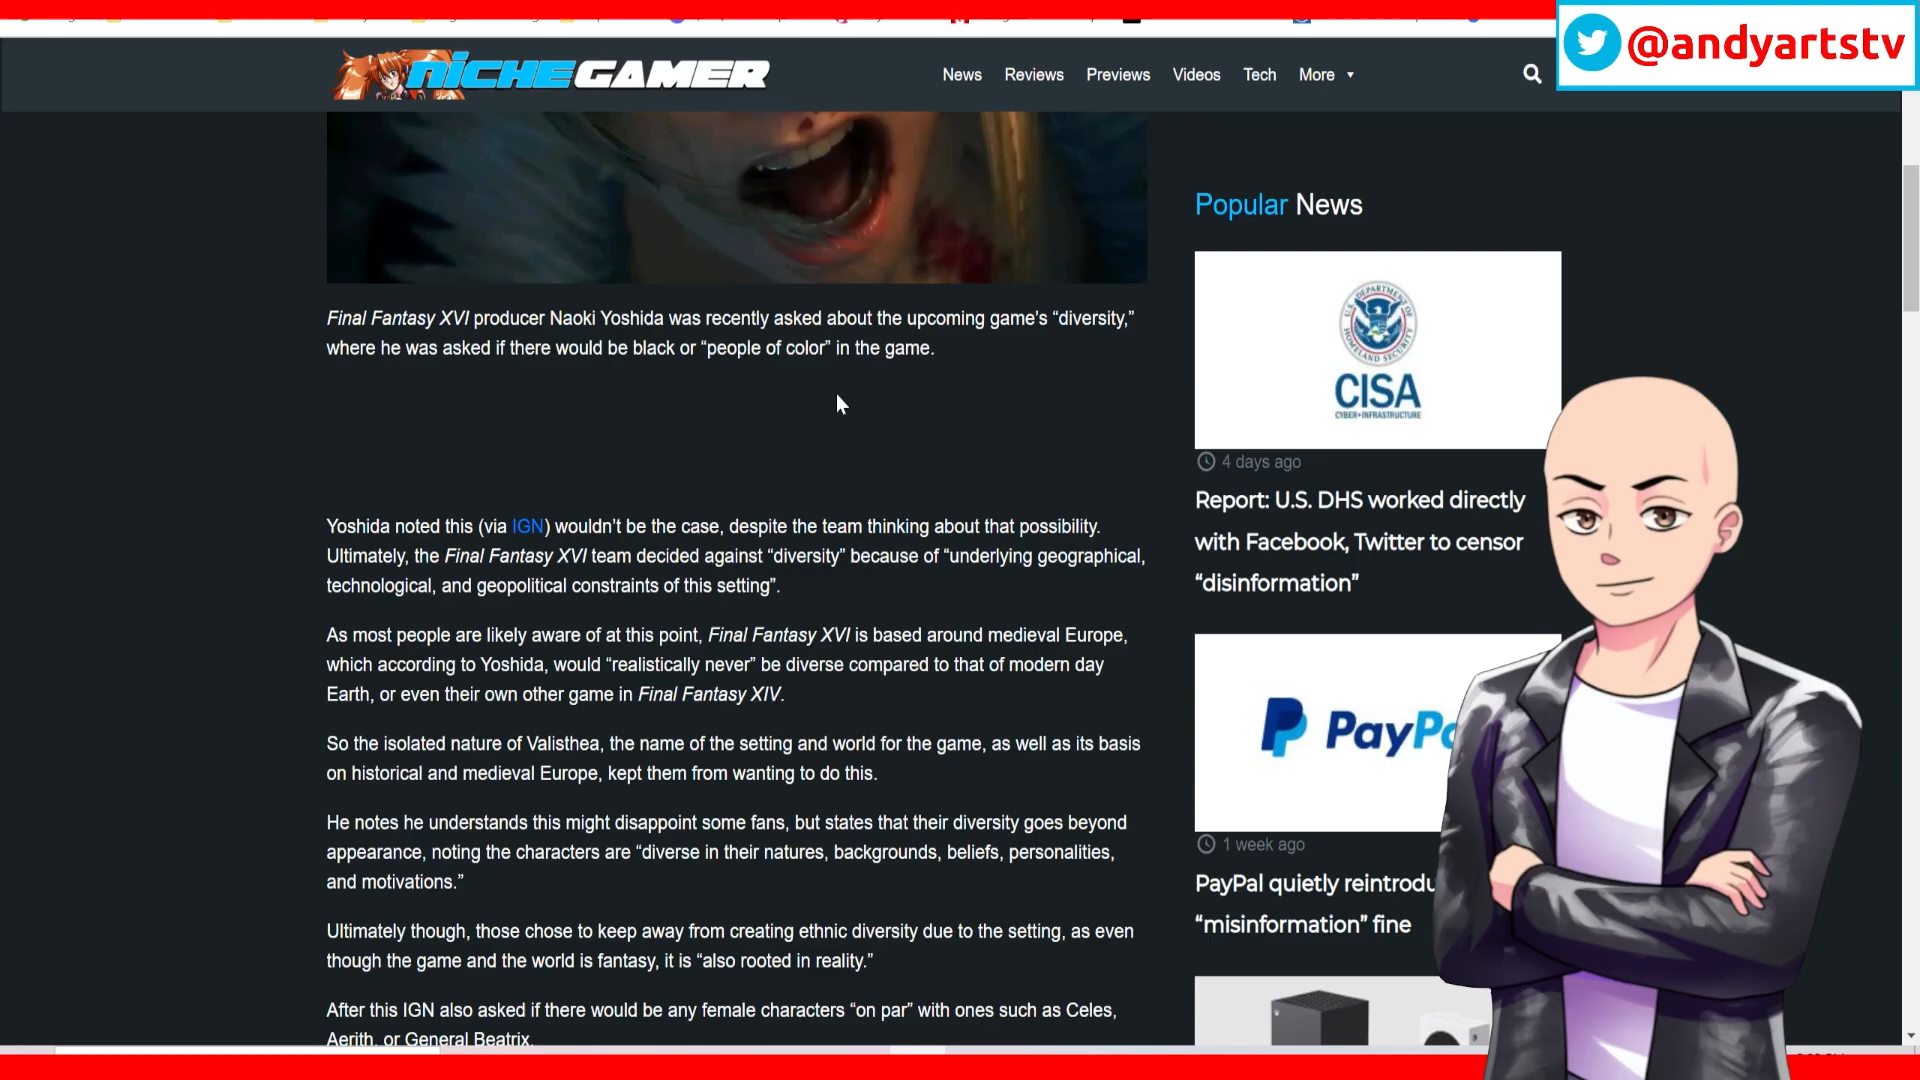 @andyartstv
NICHEGAMER
News Reviews Previews Videos Tech More
Popular News
Final Fantasy XVI producer Naoki Yoshida was recently asked about the upcoming game's “diversity,”
where he was asked if there would be black or “people of color” in the game.
Yoshida noted this (via IGN) wouldn't be the case, despite the team thinking about that possibility.
Ultimately, the Final Fantasy XVI team decided against “diversity” because of “underlying geographical,
technological, and geopolitical constraints of this setting”.
As most people are likely aware of at this point, Final Fantasy XVI is based around medieval Europe,
which according to Yoshida, would “realistically never” be diverse compared to that of modern day
Earth, or even their own other game in Final Fantasy XIV.
So the isolated nature of Valisthea, the name of the setting and world for the game, as well as its basis
on historical and medieval Europe, kept them from wanting to do this.
He notes he understands this might disappoint some fans, but states that their diversity goes beyond
appearance, noting the characters are “diverse in their natures, backgrounds, beliefs, personalities,
and motivations.”
Ultimately though, those chose to keep away from creating ethnic diversity due to the setting, as even
though the game and the world is fantasy, it is “also rooted in reality.”
After this IGN also asked if there would be any female characters “on par” with ones such as Celes,
Aerith, or General Beatrix.
U.S. DEPARTMENT OF
HOMELAND SECURITY
CISA
CYBER+INFRASTRUCTURE
4 days ago
Report: U.S. DHS worked directly
with Facebook, Twitter to censor
“disinformation”
PayP
1 week ago
PayPal quietly reintrodu
“misinformation” fine